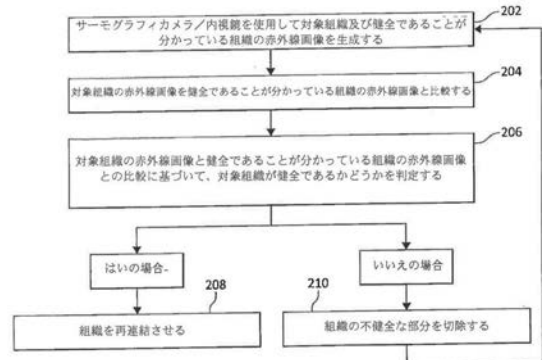 202
サーモグラフィカメラ/内視鏡を使用して対象組織及び健全であることが
分かっている組織の赤外線画像を生成する
204
対象組織の赤外線画像を健全であることが分かっている組織の赤外線画像と比較する
206
対象組織の赤外線画像と健全であることが分かっている組織の赤外線画像
との比較に基づいて、対象組織が健全であるかどうかを判定する
はいの場合-
いいえの場合
208
組織を再連結させる
210
組織の不健全な部分を切除する